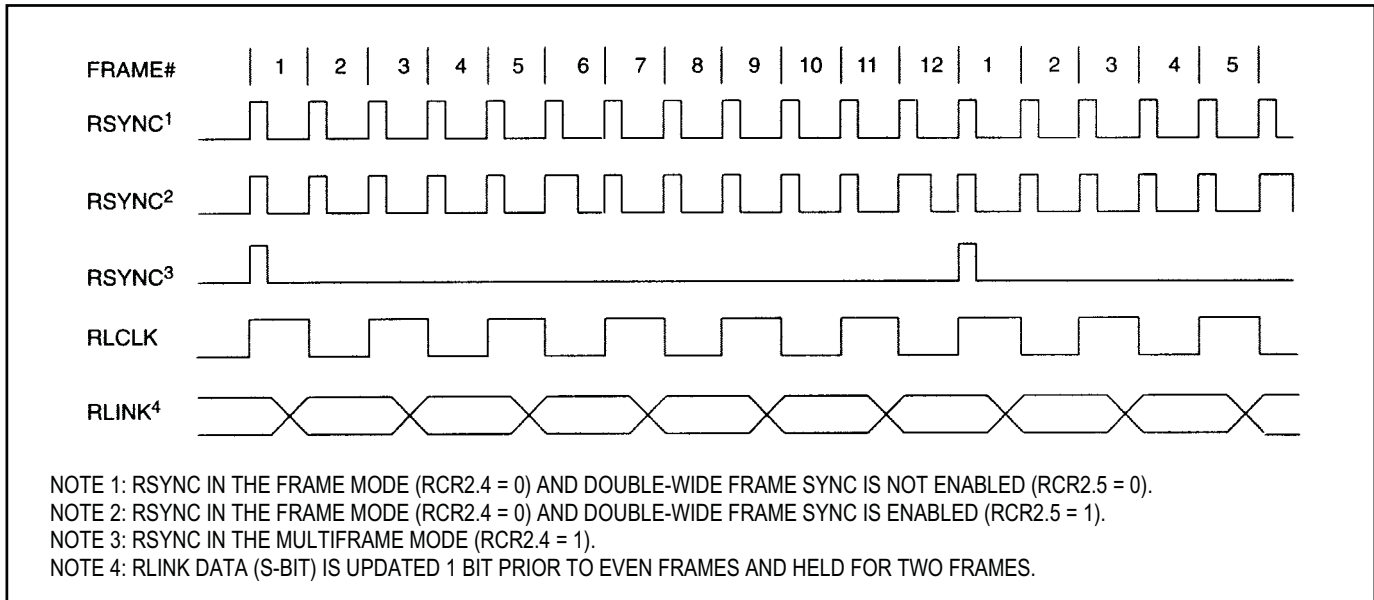 FRAME# 1 2 3 4 5 6 7 8 9 10 11 12 1 2 3 4 5
RSYNC¹
RSYNC²
RSYNC³
RLCLK
RLINK⁴
NOTE 1: RSYNC IN THE FRAME MODE (RCR2.4 = 0) AND DOUBLE-WIDE FRAME SYNC IS NOT ENABLED (RCR2.5 = 0).
NOTE 2: RSYNC IN THE FRAME MODE (RCR2.4 = 0) AND DOUBLE-WIDE FRAME SYNC IS ENABLED (RCR2.5 = 1).
NOTE 3: RSYNC IN THE MULTIFRAME MODE (RCR2.4 = 1).
NOTE 4: RLINK DATA (S-BIT) IS UPDATED 1 BIT PRIOR TO EVEN FRAMES AND HELD FOR TWO FRAMES.